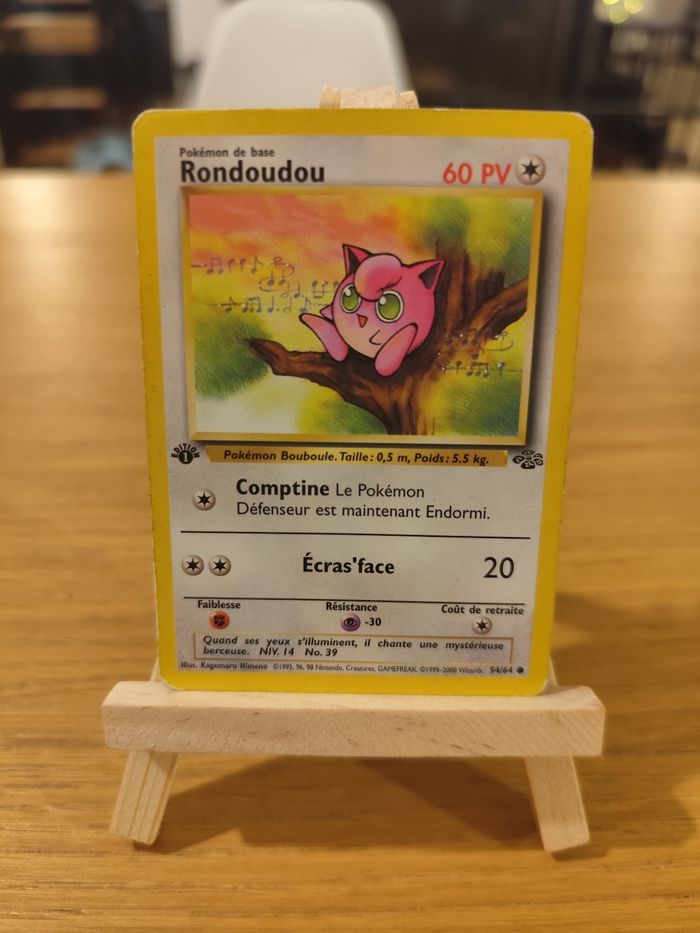 Pokémon de base
Rondoudou
60 PV
EDITION
1
Pokémon Bouboule. Taille: 0,5 m, Poids: 5.5 kg.
Comptine Le Pokémon
Défenseur est maintenant Endormi.
Écras'face 20
Faiblesse Résistance Coût de retraite
-30
Quand ses yeux s'illuminent, il chante une mystérieuse
berceuse. NIV. 14 No. 39
Illus. Kagemaru Himeno ©1995, 96, 98 Nintendo, Creatures, GAMEFREAK. ©1999-2000 Wizards. 54/64